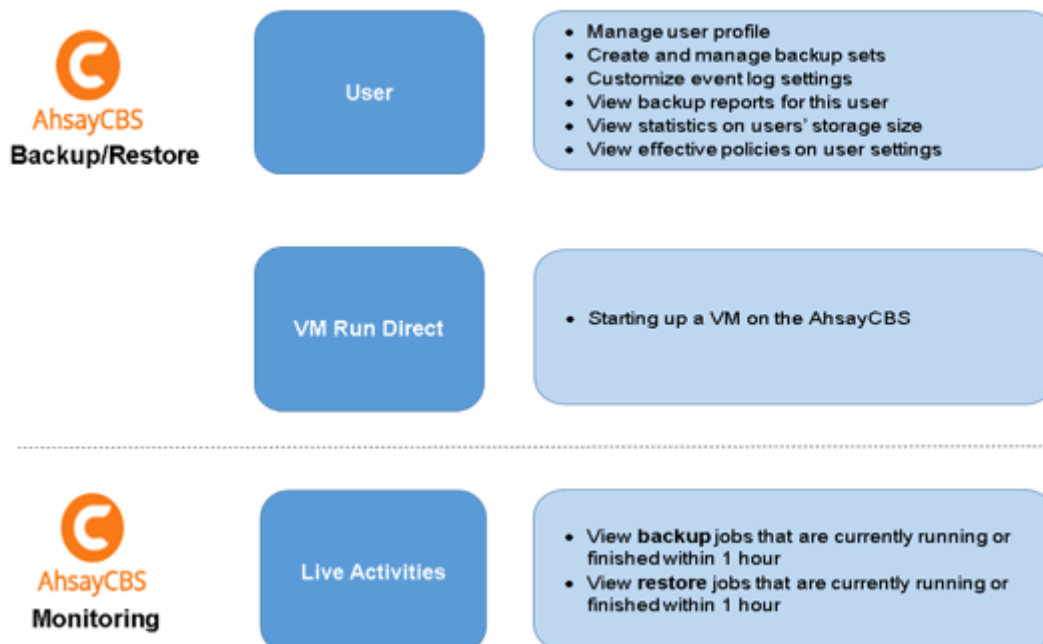 AhsayCBS
Backup/Restore
User
• Manage user profile
• Create and manage backup sets
• Customize event log settings
• View backup reports for this user
• View statistics on users' storage size
• View effective policies on user settings
VM Run Direct
• Starting up a VM on the AhsayCBS
AhsayCBS
Monitoring
Live Activities
• View backup jobs that are currently running or
finished within 1 hour
• View restore jobs that are currently running or
finished within 1 hour